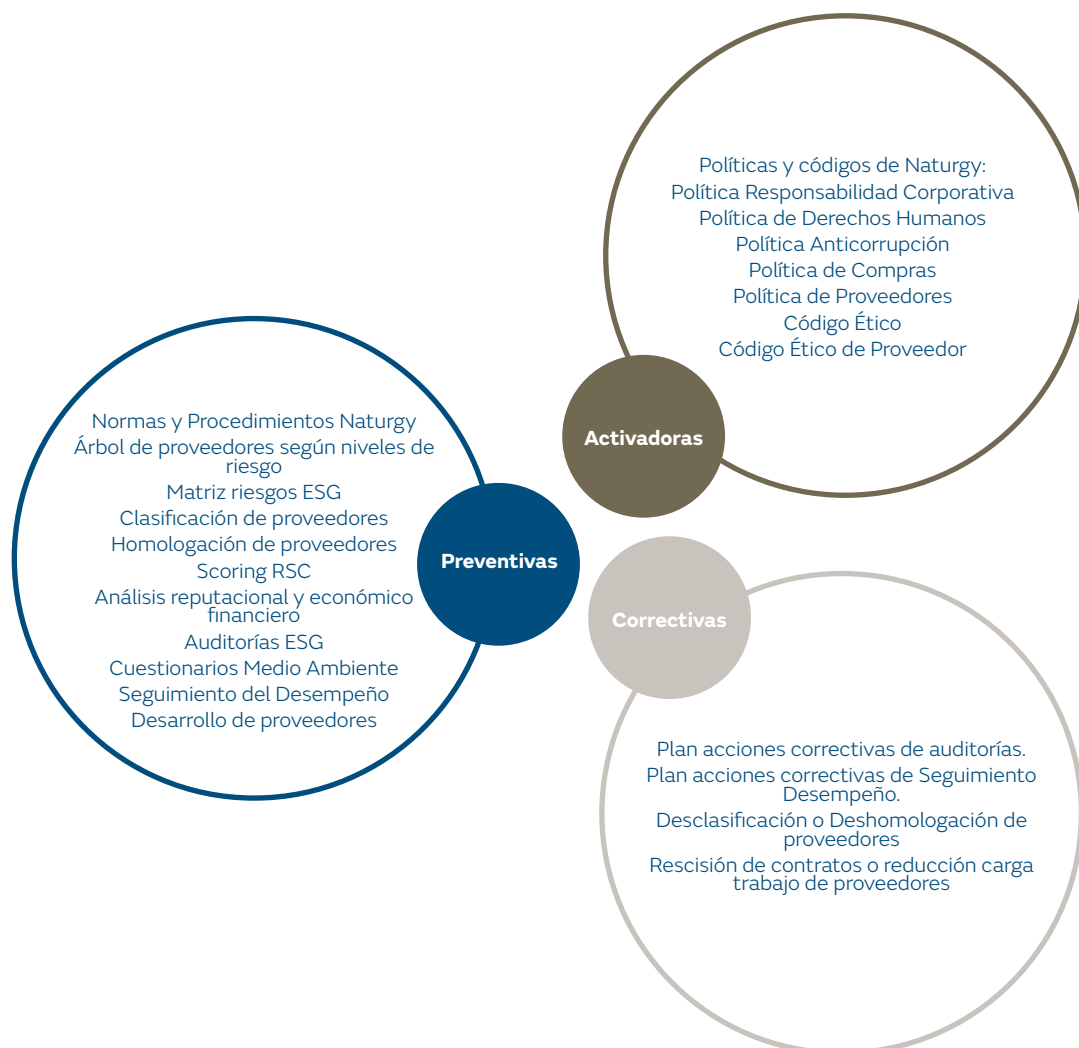 Políticas y códigos de Naturgy:
Política Responsabilidad Corporativa
Política de Derechos Humanos
Política Anticorrupción
Política de Compras
Política de Proveedores
Código Ético
Código Ético de Proveedor
Activadoras
Normas y Procedimientos Naturgy
Árbol de proveedores según niveles de
riesgo
Matriz riesgos ESG
Clasificación de proveedores
Homologación de proveedores
Scoring RSC
Análisis reputacional y económico
financiero
Auditorías ESG
Cuestionarios Medio Ambiente
Seguimiento del Desempeño
Desarrollo de proveedores
Preventivas
Correctivas
Plan acciones correctivas de auditorías.
Plan acciones correctivas de Seguimiento
Desempeño.
Desclasificación o Deshomologación de
proveedores
Rescisión de contratos o reducción carga
trabajo de proveedores